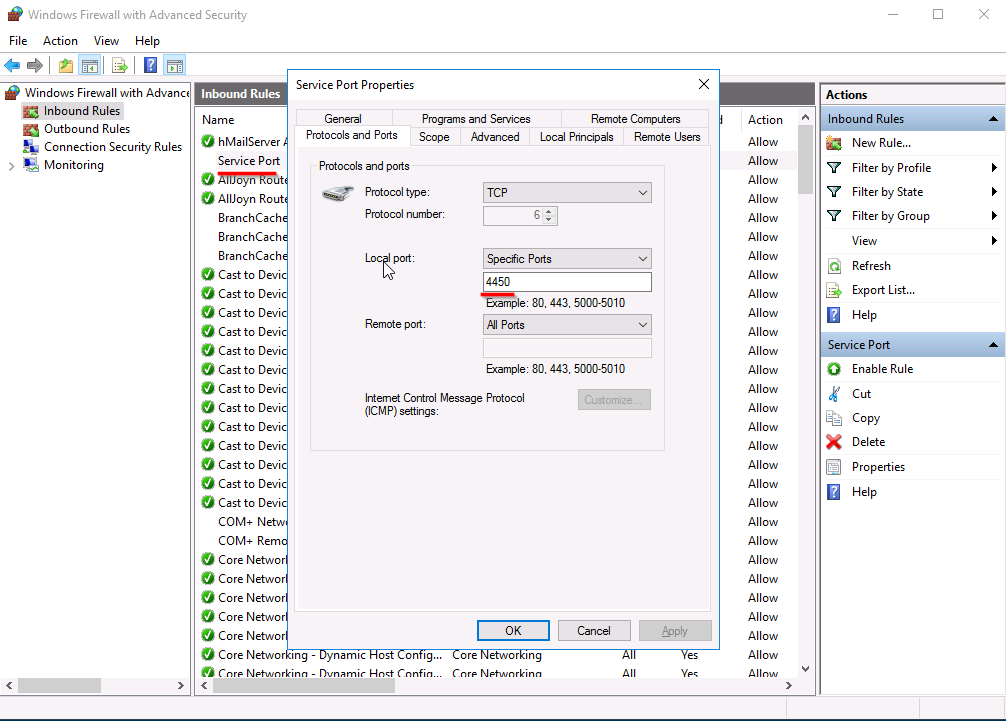 Windows Firewall with Advanced Security
File Action View Help
Windows Firewall with Advance
Inbound Rules
Outbound Rules
Connection Security Rules
Monitoring
Inbound Rules
Name
Action
hMailServer A
Allow
Service Port
Allow
AllJoyn Route
Allow
AllJoyn Route
Allow
BranchCache
Allow
BranchCache
Allow
BranchCache
Allow
Cast to Devic
Allow
Cast to Devic
Allow
Cast to Devic
Allow
Cast to Devic
Allow
Cast to Devic
Allow
Cast to Devic
Allow
Cast to Devic
Allow
Cast to Devic
Allow
Cast to Devic
Allow
Cast to Devic
Allow
Cast to Devic
Allow
Cast to Devic
Allow
Cast to Devic
Allow
COM+ Netw
Allow
COM+ Remo
Allow
Core Network
Allow
Core Network
Allow
Core Network
Allow
Core Network
Allow
Core Network
Allow
Core Networking - Dynamic Host Config... Core Networking All Yes Allow
Core Networking - Dynamic Host Config... Core Networking All Yes Allow
Service Port Properties
General Programs and Services Remote Computers
Protocols and Ports Scope Advanced Local Principals Remote Users
Protocols and ports
Protocol type: TCP
Protocol number: 6
Local port: Specific Ports
4450
Example: 80, 443, 5000-5010
Remote port: All Ports
Example: 80, 443, 5000-5010
Internet Control Message Protocol
(ICMP) settings:
Customize...
OK Cancel Apply
Actions
Inbound Rules
New Rule...
Filter by Profile
Filter by State
Filter by Group
View
Refresh
Export List...
Help
Service Port
Enable Rule
Cut
Copy
Delete
Properties
Help